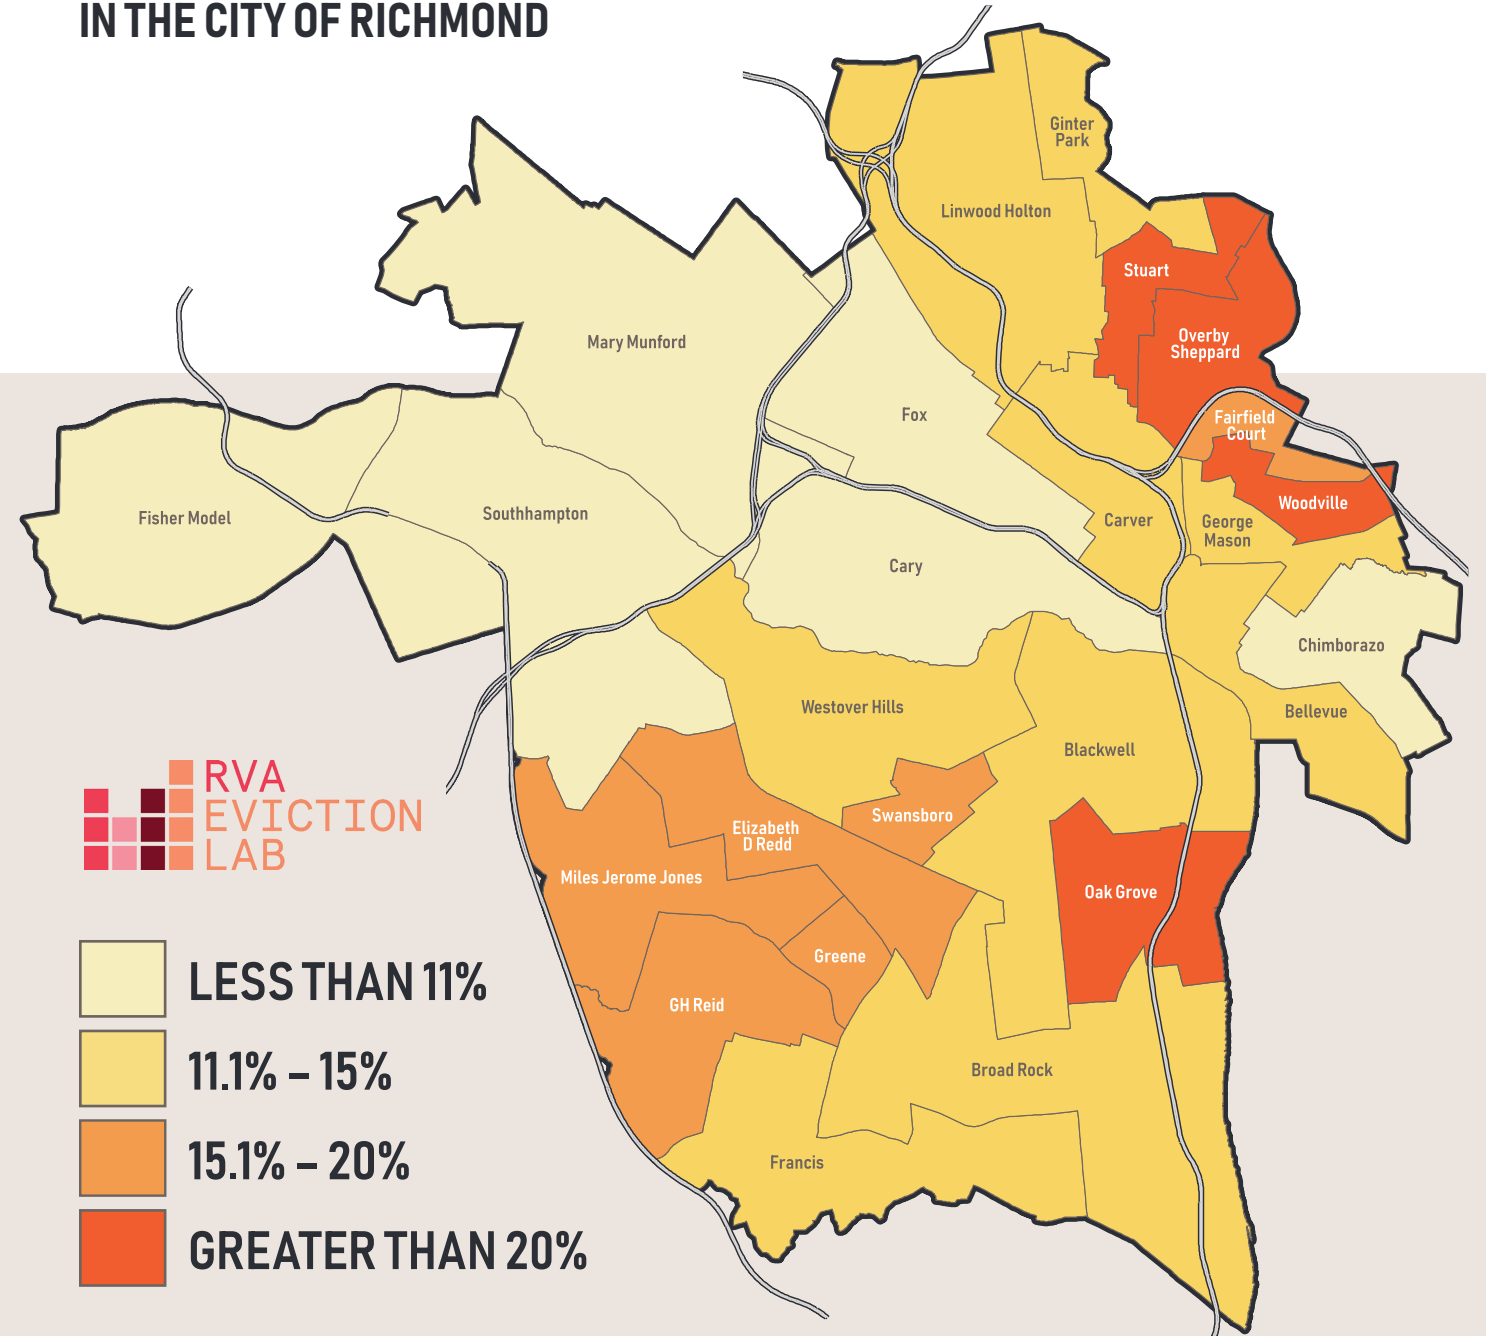 IN THE CITY OF RICHMOND
Ginter
Park
Linwood Holton
Stuart
Overby
Sheppard
Mary Munford
Fox
Fairfield
Court
Woodville
Fisher Model
Southhampton
Carver
George
Mason
Cary
Chimborazo
Westover Hills
Bellevue
Blackwell
Swansboro
Elizabeth
D Redd
Miles Jerome Jones
Oak Grove
Greene
GH Reid
Broad Rock
Francis
RVA
EVICTION
LAB
LESS THAN 11%
11.1% – 15%
15.1% – 20%
GREATER THAN 20%